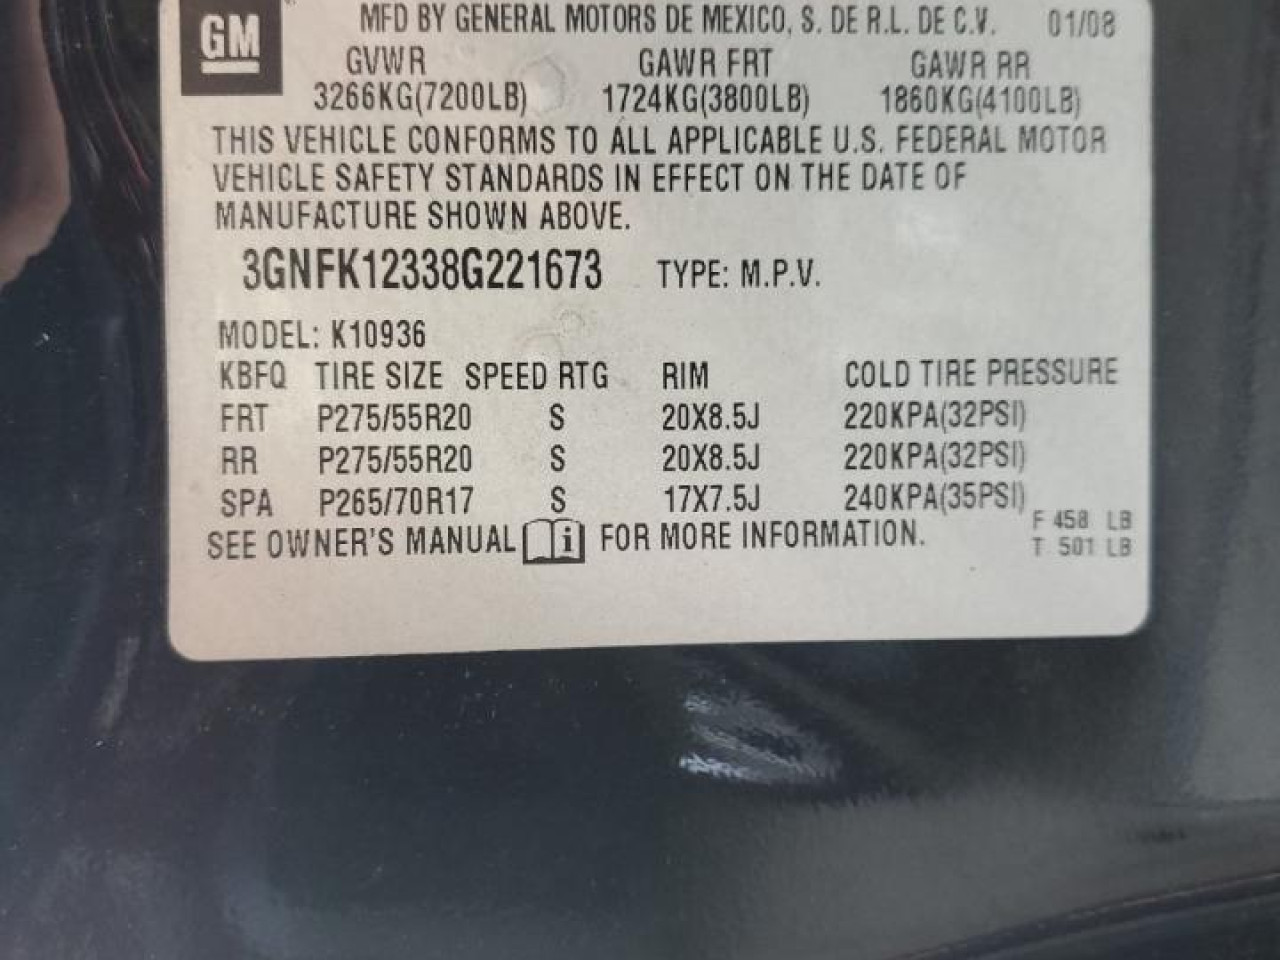 GM
MFD BY GENERAL MOTORS DE MEXICO, S. DE R.L. DE C.V. 01/08
GVWR GAWR FRT GAWR RR
3266KG(7200LB) 1724KG(3800LB) 1860KG(4100LB)
THIS VEHICLE CONFORMS TO ALL APPLICABLE U.S. FEDERAL MOTOR
VEHICLE SAFETY STANDARDS IN EFFECT ON THE DATE OF
MANUFACTURE SHOWN ABOVE.
3GNFK12338G221673 TYPE: M.P.V.
MODEL: K10936
KBFQ TIRE SIZE SPEED RTG RIM COLD TIRE PRESSURE
FRT P275/55R20 S 20X8.5J 220KPA(32PSI)
RR P275/55R20 S 20X8.5J 220KPA(32PSI)
SPA P265/70R17 S 17X7.5J 240KPA(35PSI)
SEE OWNER'S MANUAL i FOR MORE INFORMATION.
F 458 LB
T 501 LB